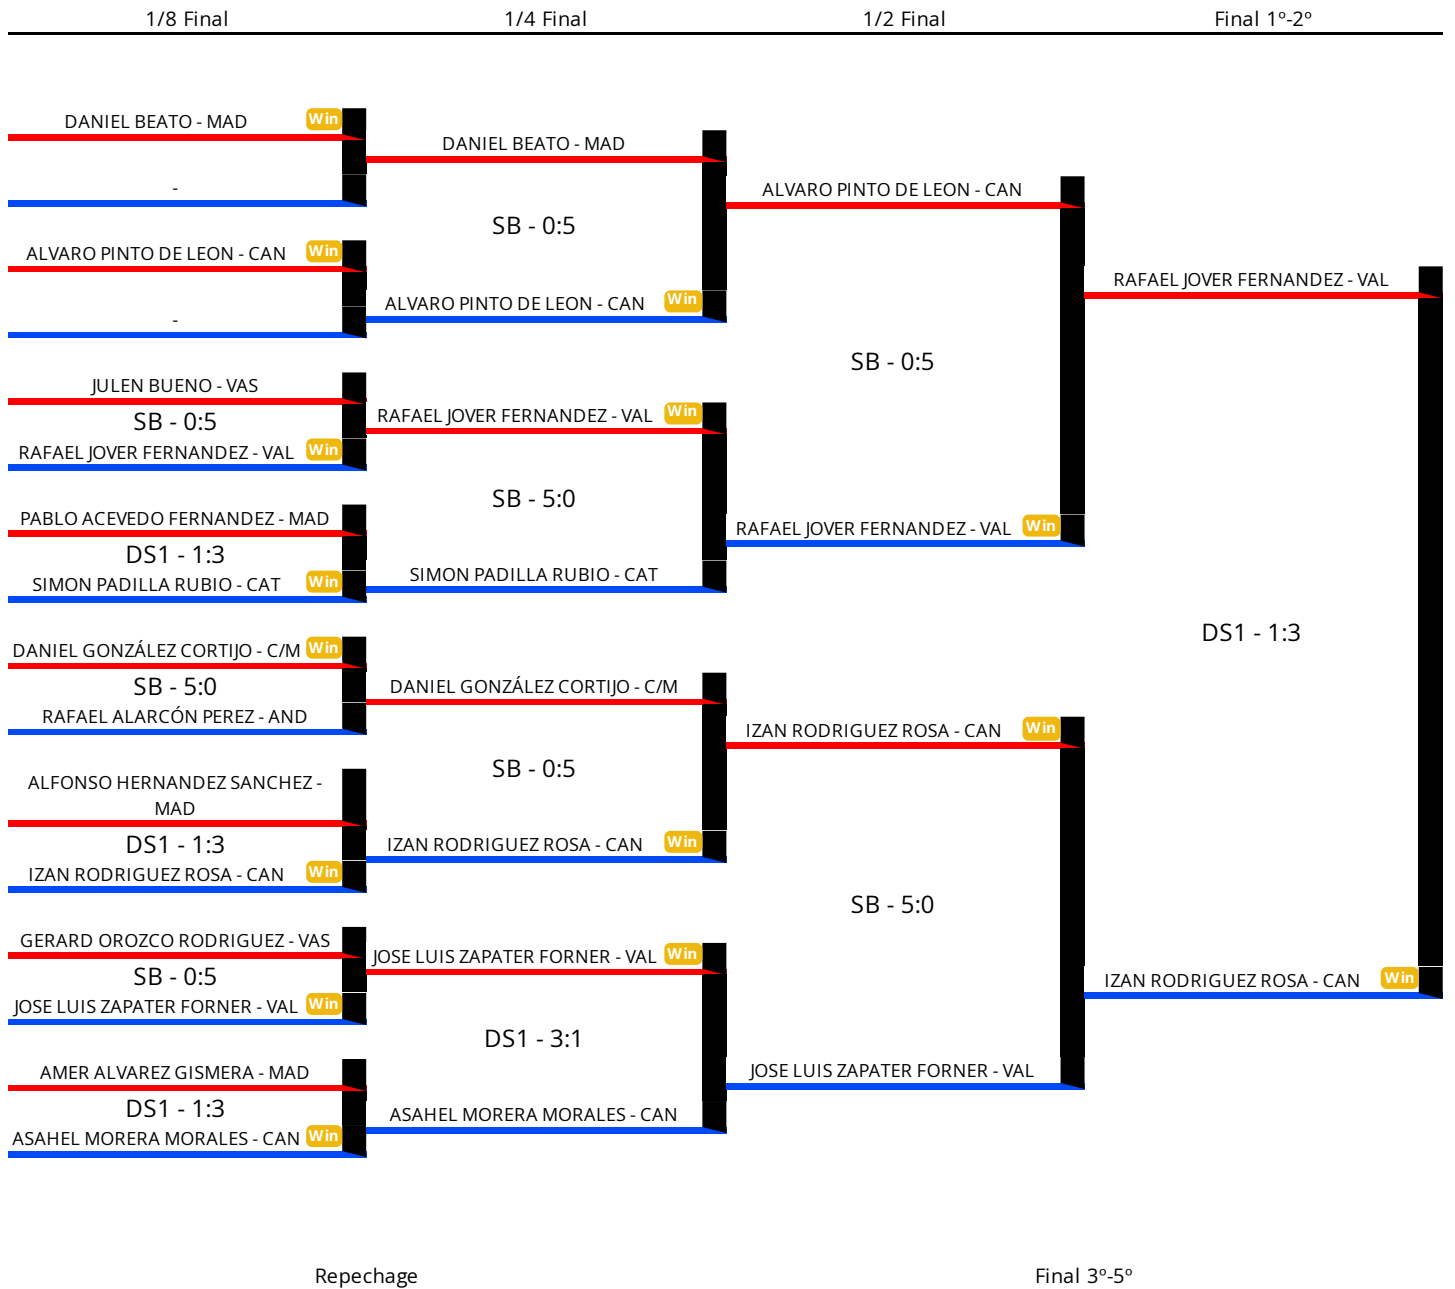 1/8 Final
1/4 Final
1/2 Final
Final 1º-2º
DANIEL BEATO - MAD
Win
-
ALVARO PINTO DE LEON - CAN
Win
-
JULEN BUENO - VAS
SB - 0:5
RAFAEL JOVER FERNANDEZ - VAL
Win
PABLO ACEVEDO FERNANDEZ - MAD
DS1 - 1:3
SIMON PADILLA RUBIO - CAT
Win
DANIEL GONZÁLEZ CORTIJO - C/M
Win
SB - 5:0
RAFAEL ALARCÓN PEREZ - AND
ALFONSO HERNANDEZ SANCHEZ -
MAD
DS1 - 1:3
IZAN RODRIGUEZ ROSA - CAN
Win
GERARD OROZCO RODRIGUEZ - VAS
SB - 0:5
JOSE LUIS ZAPATER FORNER - VAL
Win
AMER ALVAREZ GISMERA - MAD
DS1 - 1:3
ASAHEL MORERA MORALES - CAN
Win
DANIEL BEATO - MAD
SB - 0:5
ALVARO PINTO DE LEON - CAN
Win
RAFAEL JOVER FERNANDEZ - VAL
Win
SB - 5:0
SIMON PADILLA RUBIO - CAT
DANIEL GONZÁLEZ CORTIJO - C/M
SB - 0:5
IZAN RODRIGUEZ ROSA - CAN
Win
JOSE LUIS ZAPATER FORNER - VAL
Win
DS1 - 3:1
ASAHEL MORERA MORALES - CAN
ALVARO PINTO DE LEON - CAN
SB - 0:5
RAFAEL JOVER FERNANDEZ - VAL
Win
IZAN RODRIGUEZ ROSA - CAN
Win
SB - 5:0
JOSE LUIS ZAPATER FORNER - VAL
RAFAEL JOVER FERNANDEZ - VAL
DS1 - 1:3
IZAN RODRIGUEZ ROSA - CAN
Win
Repechage
Final 3º-5º